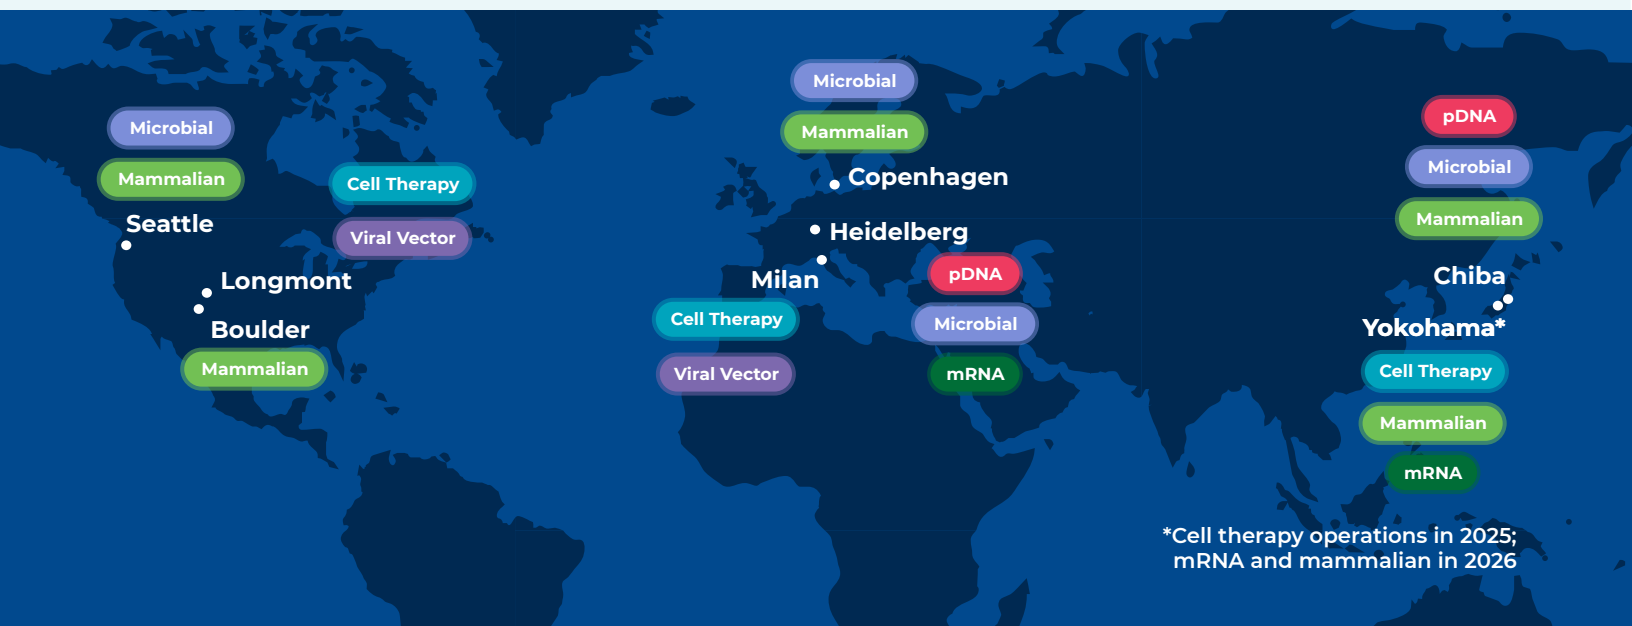 Microbial
Mammalian
Seattle
Cell Therapy
Viral Vector
Longmont
Boulder
Mammalian
Microbial
Mammalian
Copenhagen
Heidelberg
pDNA
Microbial
mRNA
Milan
Cell Therapy
Viral Vector
pDNA
Microbial
Mammalian
Chiba
Yokohama*
Cell Therapy
Mammalian
mRNA
*Cell therapy operations in 2025;
mRNA and mammalian in 2026